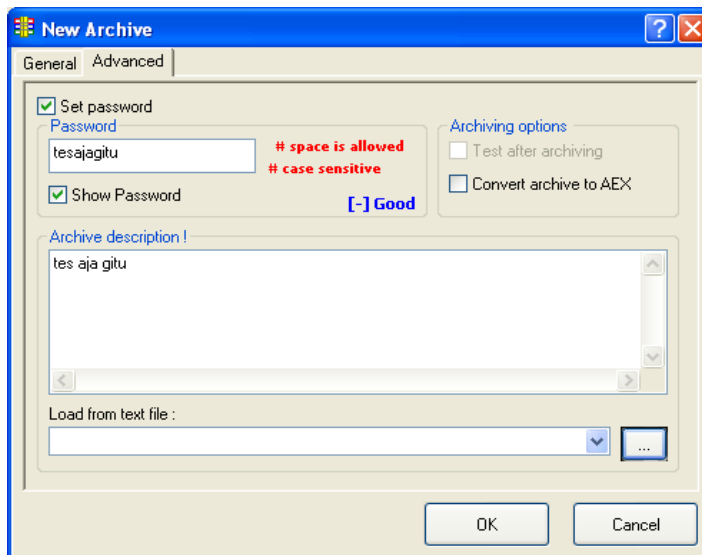 New Archive
General Advanced
Set password
Password
tesajagitu
# space is allowed
# case sensitive
Show Password
[-] Good
Archiving options
Test after archiving
Convert archive to AEX
Archive description !
tes aja gitu
Load from text file :
...
OK Cancel